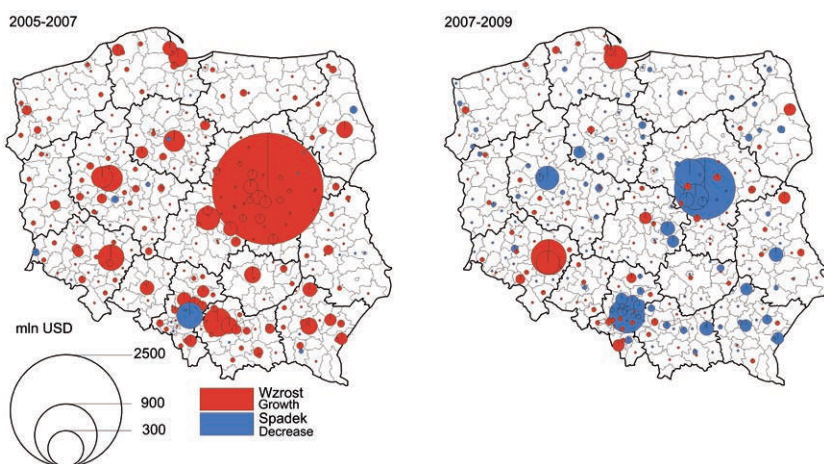 2005-2007
2007-2009
mln USD
2500
900
300
Wzrost
Growth
Spadek
Decrease